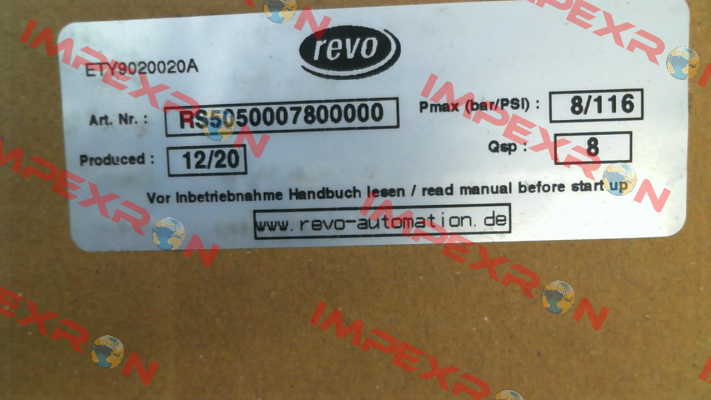 revo
ETY9020020A
Art. Nr. : RS5050007800000
Pmax (bar/PSI) : 8/116
Produced : 12/20
Qsp : 8
Vor Inbetriebnahme Handbuch lesen / read manual before start up
www.revo-automation.de
IMPEXRON
IMPEXRON
IMPEXRON
IMPEXRON
IMPEXRON
IMPEXRON
IMPEXRON